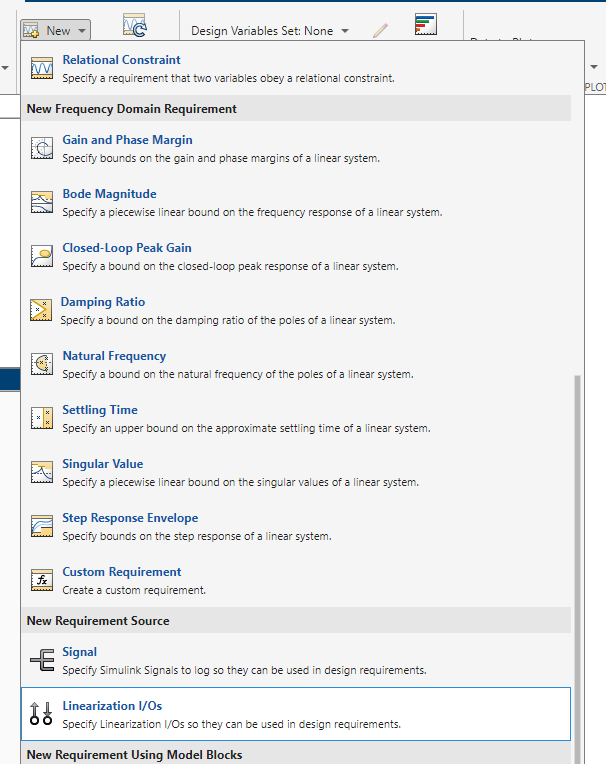 New
Design Variables Set: None
Relational Constraint
Specify a requirement that two variables obey a relational constraint.
New Frequency Domain Requirement
Gain and Phase Margin
Specify bounds on the gain and phase margins of a linear system.
Bode Magnitude
Specify a piecewise linear bound on the frequency response of a linear system.
Closed-Loop Peak Gain
Specify a bound on the closed-loop peak response of a linear system.
Damping Ratio
Specify a bound on the damping ratio of the poles of a linear system.
Natural Frequency
Specify a bound on the natural frequency of the poles of a linear system.
Settling Time
Specify an upper bound on the approximate settling time of a linear system.
Singular Value
Specify a piecewise linear bound on the singular values of a linear system.
Step Response Envelope
Specify bounds on the step response of a linear system.
fx
Custom Requirement
Create a custom requirement.
New Requirement Source
Signal
Specify Simulink Signals to log so they can be used in design requirements.
Linearization I/Os
Specify Linearization I/Os so they can be used in design requirements.
New Requirement Using Model Blocks